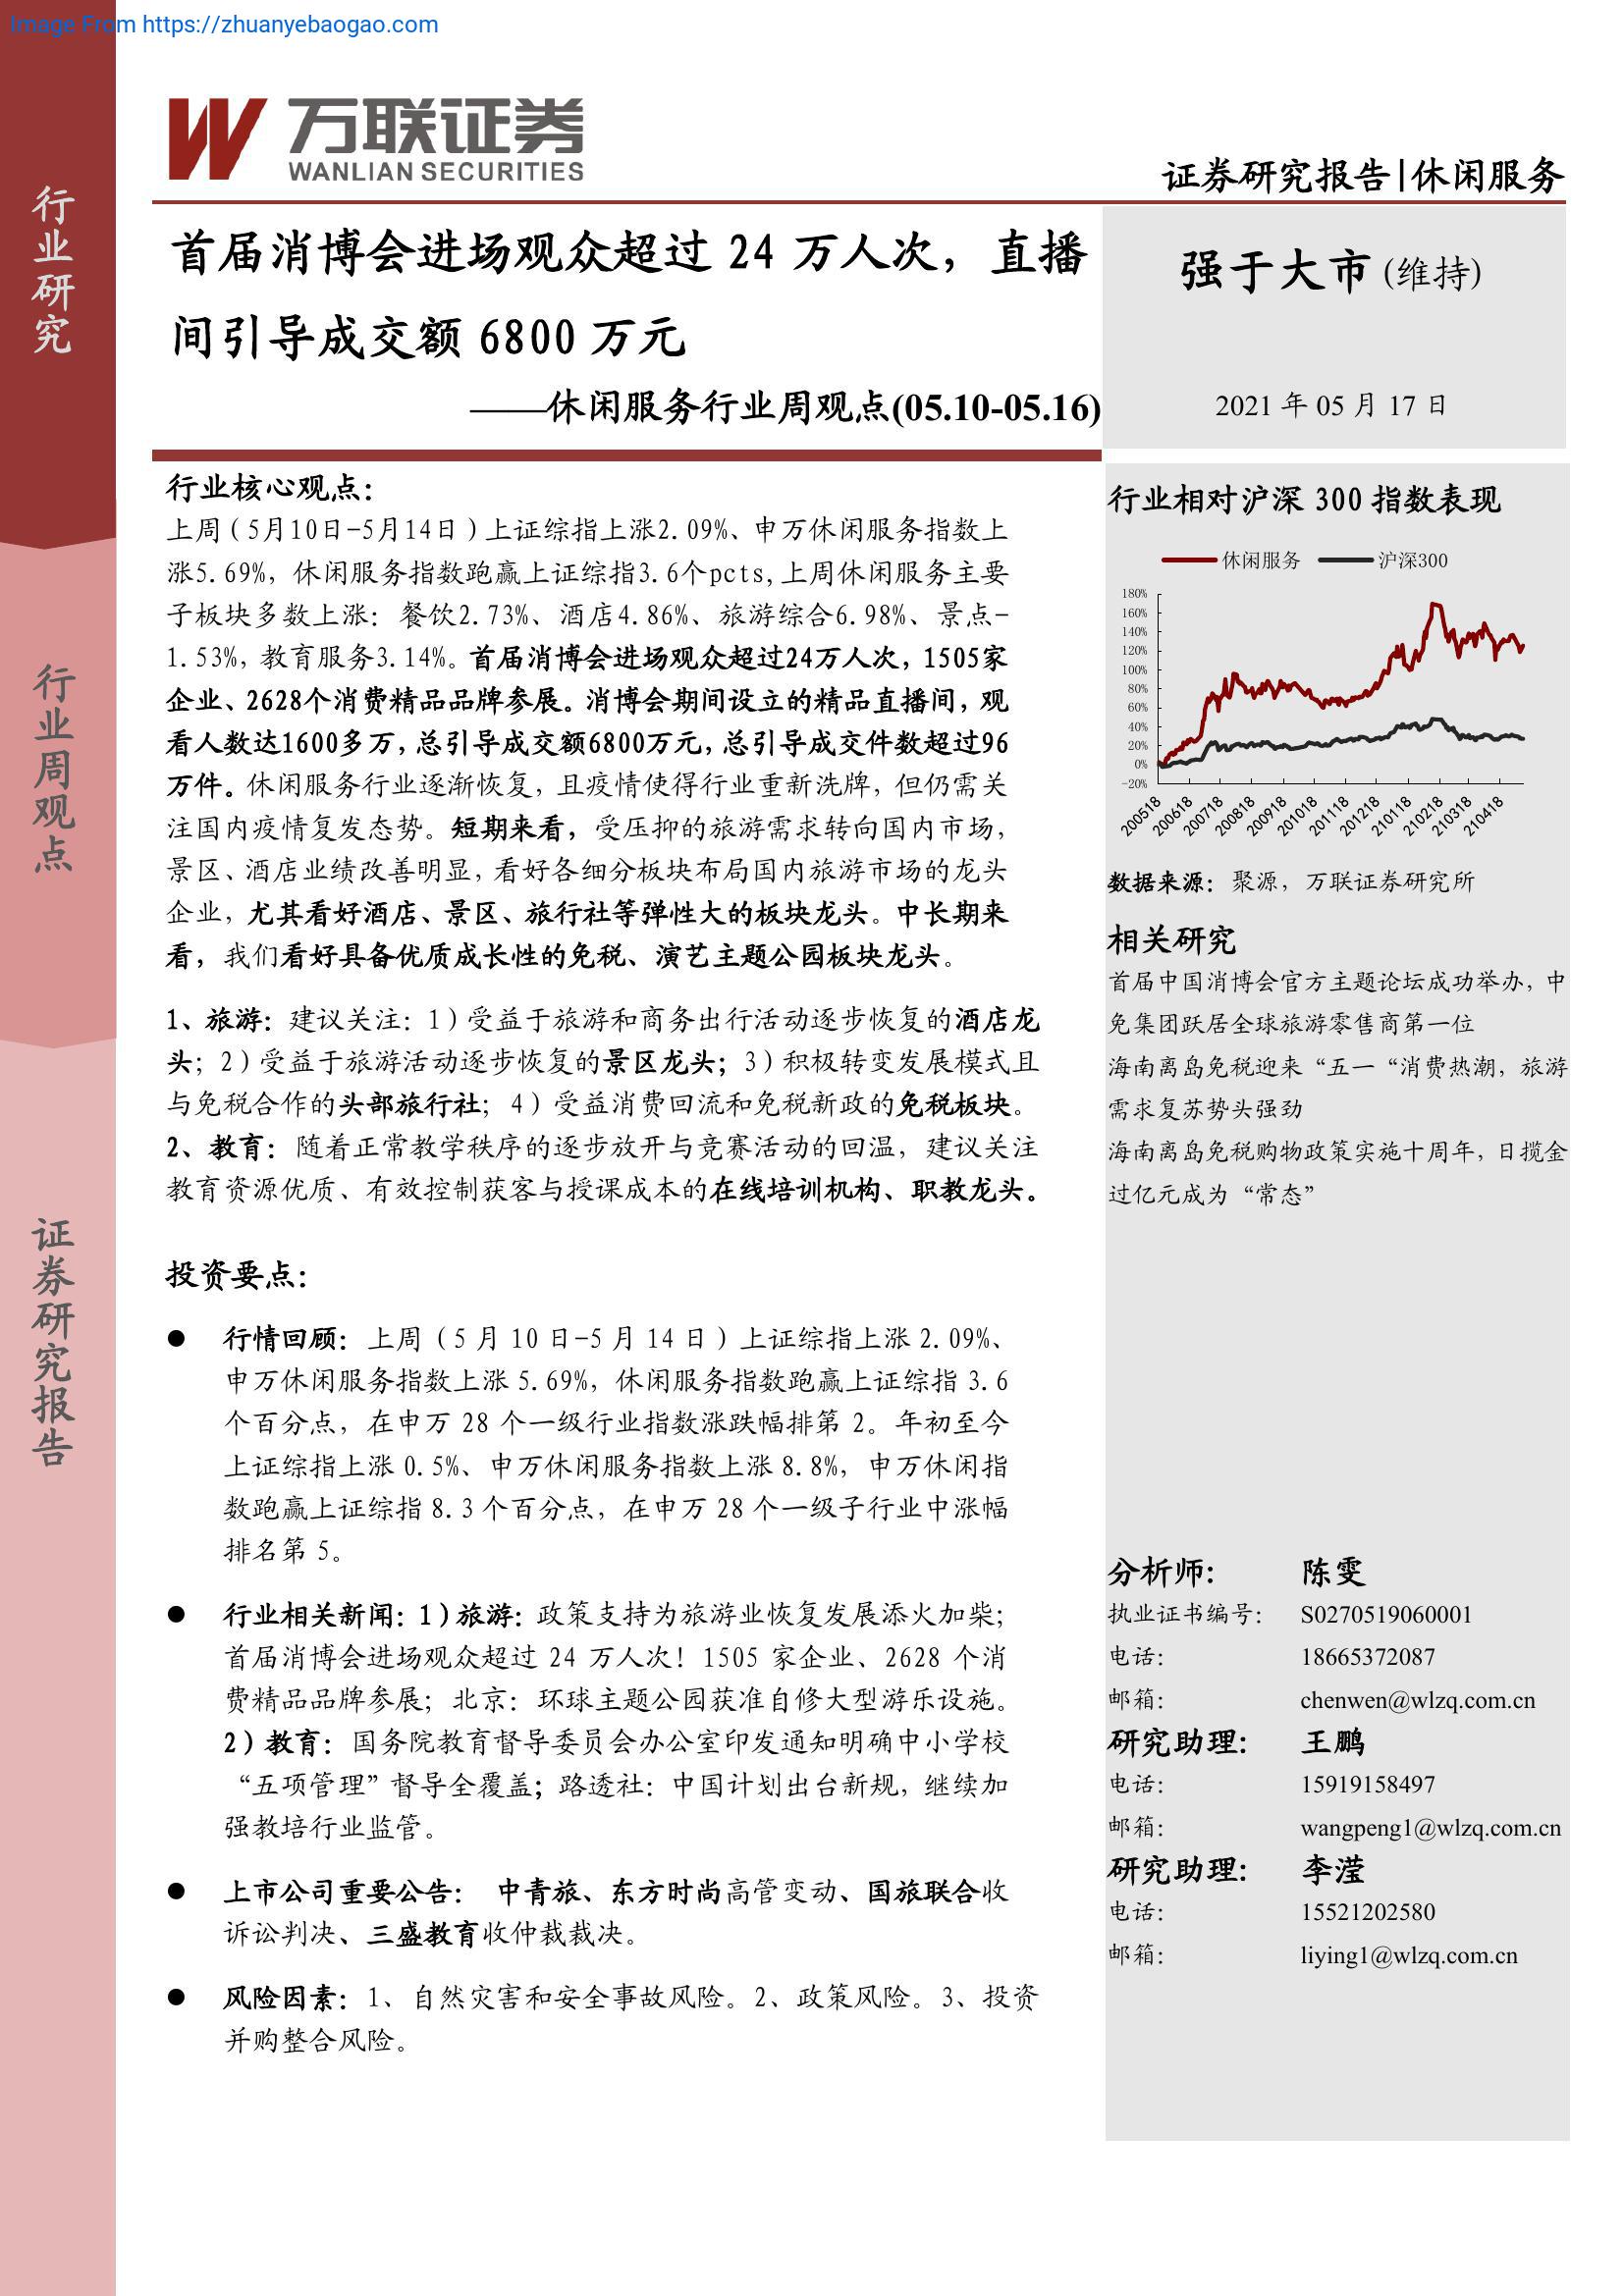 Image From https://zhuanyebaogao.com
万联证券
WANLIAN SECURITIES
证券研究报告|休闲服务
行业研究
行业周观点
证券研究报告
首届消博会进场观众超过 24 万人次，直播
间引导成交额 6800 万元
——休闲服务行业周观点(05.10-05.16)
强于大市(维持)
2021 年 05 月 17 日
行业核心观点：
上周（5月10日-5月14日）上证综指上涨2.09%、申万休闲服务指数上
涨5.69%，休闲服务指数跑赢上证综指3.6个pcts,上周休闲服务主要
子板块多数上涨：餐饮2.73%、酒店4.86%、旅游综合6.98%、景点-
1.53%,教育服务3.14%。首届消博会进场观众超过24万人次，1505家
企业、2628个消费精品品牌参展。消博会期间设立的精品直播间，观
看人数达1600多万，总引导成交额6800万元，总引导成交件数超过96
万件。休闲服务行业逐渐恢复，且疫情使得行业重新洗牌，但仍需关
注国内疫情复发态势。短期来看，受压抑的旅游需求转向国内市场，
景区、酒店业绩改善明显，看好各细分板块布局国内旅游市场的龙头
企业，尤其看好酒店、景区、旅行社等弹性大的板块龙头。中长期来
看，我们看好具备优质成长性的免税、演艺主题公园板块龙头。
1、旅游：建议关注：1）受益于旅游和商务出行活动逐步恢复的酒店龙
头；2）受益于旅游活动逐步恢复的景区龙头；3）积极转变发展模式且
与免税合作的头部旅行社；4）受益消费回流和免税新政的免税板块。
2、教育：随着正常教学秩序的逐步放开与竞赛活动的回温，建议关注
教育资源优质、有效控制获客与授课成本的在线培训机构、职教龙头。
投资要点：
● 行情回顾：上周（5 月 10 日-5 月 14 日）上证综指上涨 2.09%、
申万休闲服务指数上涨 5.69%，休闲服务指数跑赢上证综指 3.6
个百分点，在申万 28 个一级行业指数涨跌幅排第 2。年初至今
上证综指上涨 0.5%、申万休闲服务指数上涨 8.8%，申万休闲指
数跑赢上证综指 8.3 个百分点，在申万 28 个一级子行业中涨幅
排名第 5。
● 行业相关新闻：1）旅游：政策支持为旅游业恢复发展添火加柴；
首届消博会进场观众超过 24 万人次！1505 家企业、2628 个消
费精品品牌参展；北京：环球主题公园获准自修大型游乐设施。
2）教育：国务院教育督导委员会办公室印发通知明确中小学校
“五项管理”督导全覆盖；路透社：中国计划出台新规，继续加
强教培行业监管。
● 上市公司重要公告： 中青旅、东方时尚高管变动、国旅联合收
诉讼判决、三盛教育收仲裁裁决。
● 风险因素：1、自然灾害和安全事故风险。2、政策风险。3、投资
并购整合风险。
行业相对沪深 300 指数表现
休闲服务 沪深300
180%
160%
140%
120%
100%
80%
60%
40%
20%
0%
-20%
200518 200618 200718 200818 200918 201018 201118 201218 210118 210218 210318 210418
数据来源：聚源，万联证券研究所
相关研究
首届中国消博会官方主题论坛成功举办，中
免集团跃居全球旅游零售商第一位
海南离岛免税迎来“五一“消费热潮，旅游
需求复苏势头强劲
海南离岛免税购物政策实施十周年，日揽金
过亿元成为“常态”
分析师： 陈雯
执业证书编号： S0270519060001
电话： 18665372087
邮箱： chenwen@wlzq.com.cn
研究助理： 王鹏
电话： 15919158497
邮箱： wangpeng1@wlzq.com.cn
研究助理： 李滢
电话： 15521202580
邮箱： liying1@wlzq.com.cn